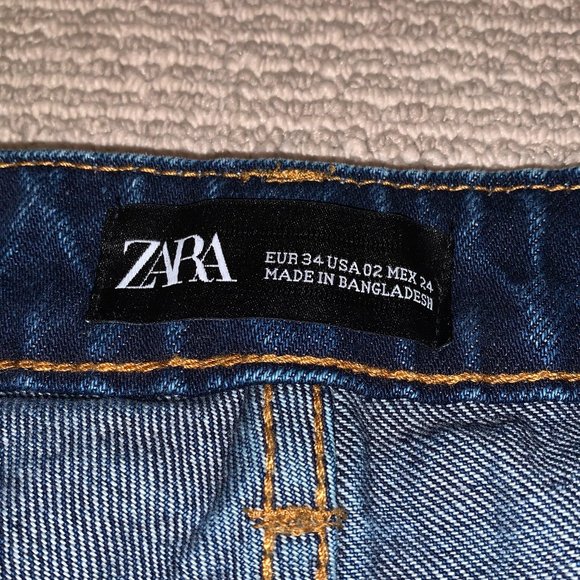 ZARA
EUR 34 USA 02 MEX 24
MADE IN BANGLADESH